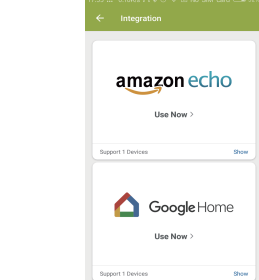 Integration
amazon echo
Use Now >
Support 1 Devices Show
Google Home
Use Now >
Support 1 Devices Show